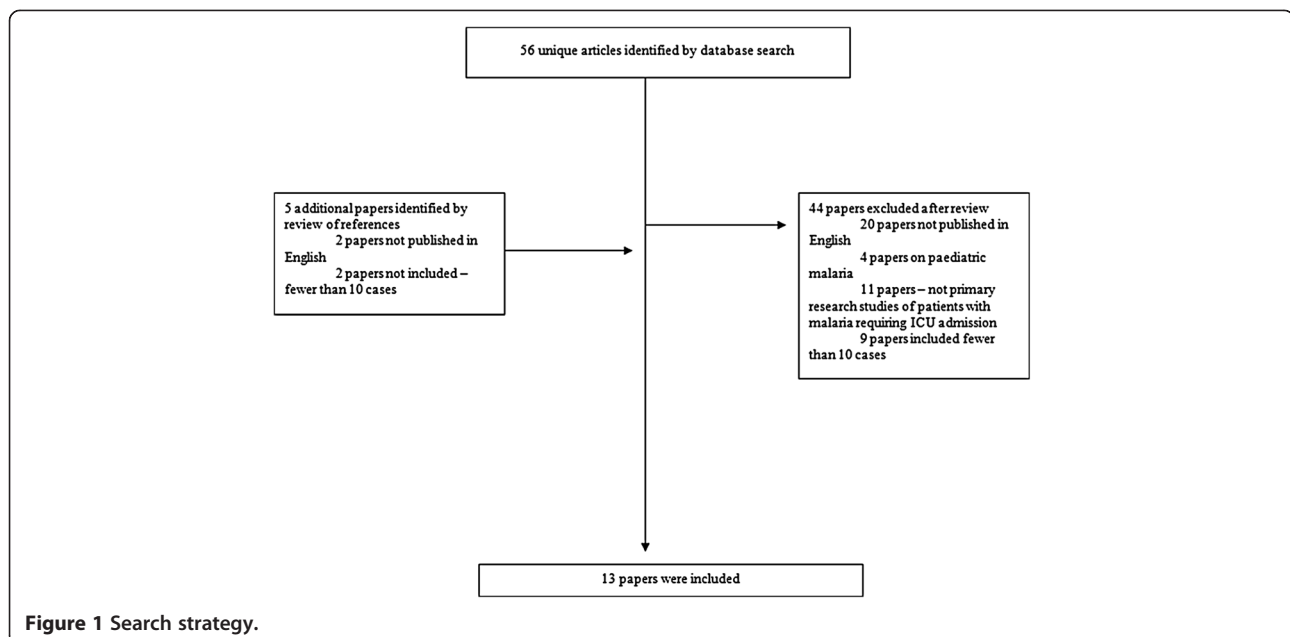 56 unique articles identified by database search
5 additional papers identified by
review of references
2 papers not published in
English
2 papers not included –
fewer than 10 cases
44 papers excluded after review
20 papers not published in
English
4 papers on paediatric
malaria
11 papers – not primary
research studies of patients with
malaria requiring ICU admission
9 papers included fewer
than 10 cases
13 papers were included
Figure 1 Search strategy.